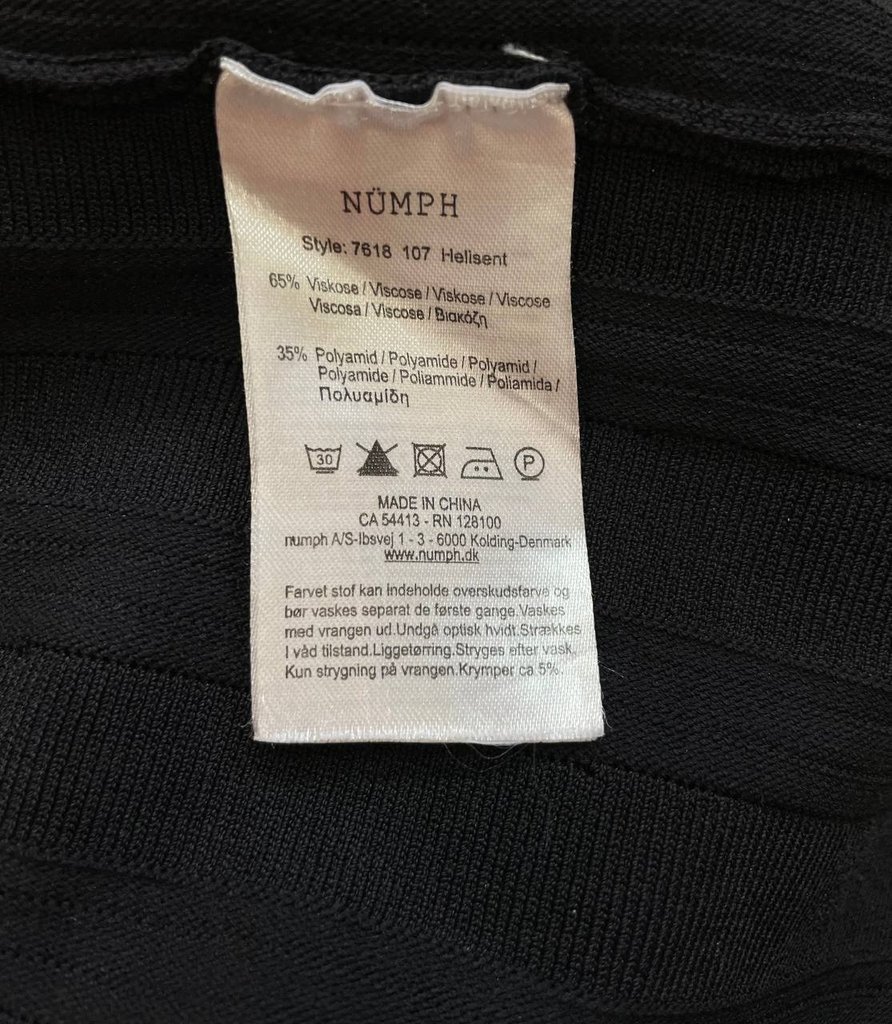 NÜMPH
Style: 7618 107 Helisent
65% Viskose / Viscose / Viskose / Viscose
Viscosa / Viscose / Βιακόζη
35% Polyamid / Polyamide / Polyamid /
Polyamide / Poliammide / Poliamida /
Πολυαμίδη
30 P
MADE IN CHINA
CA 54413 - RN 128100
numph A/S-Ibsvej 1 - 3 - 6000 Kolding-Denmark
www.numph.dk
Farvet stof kan indeholde overskudsfarve og
bør vaskes separat de første gange.Vaskes
med vrangen ud.Undgå optisk hvidt.Strækkes
I våd tilstand.Liggetørring.Stryges efter vask.
Kun strygning på vrangen.Krymper ca 5%.